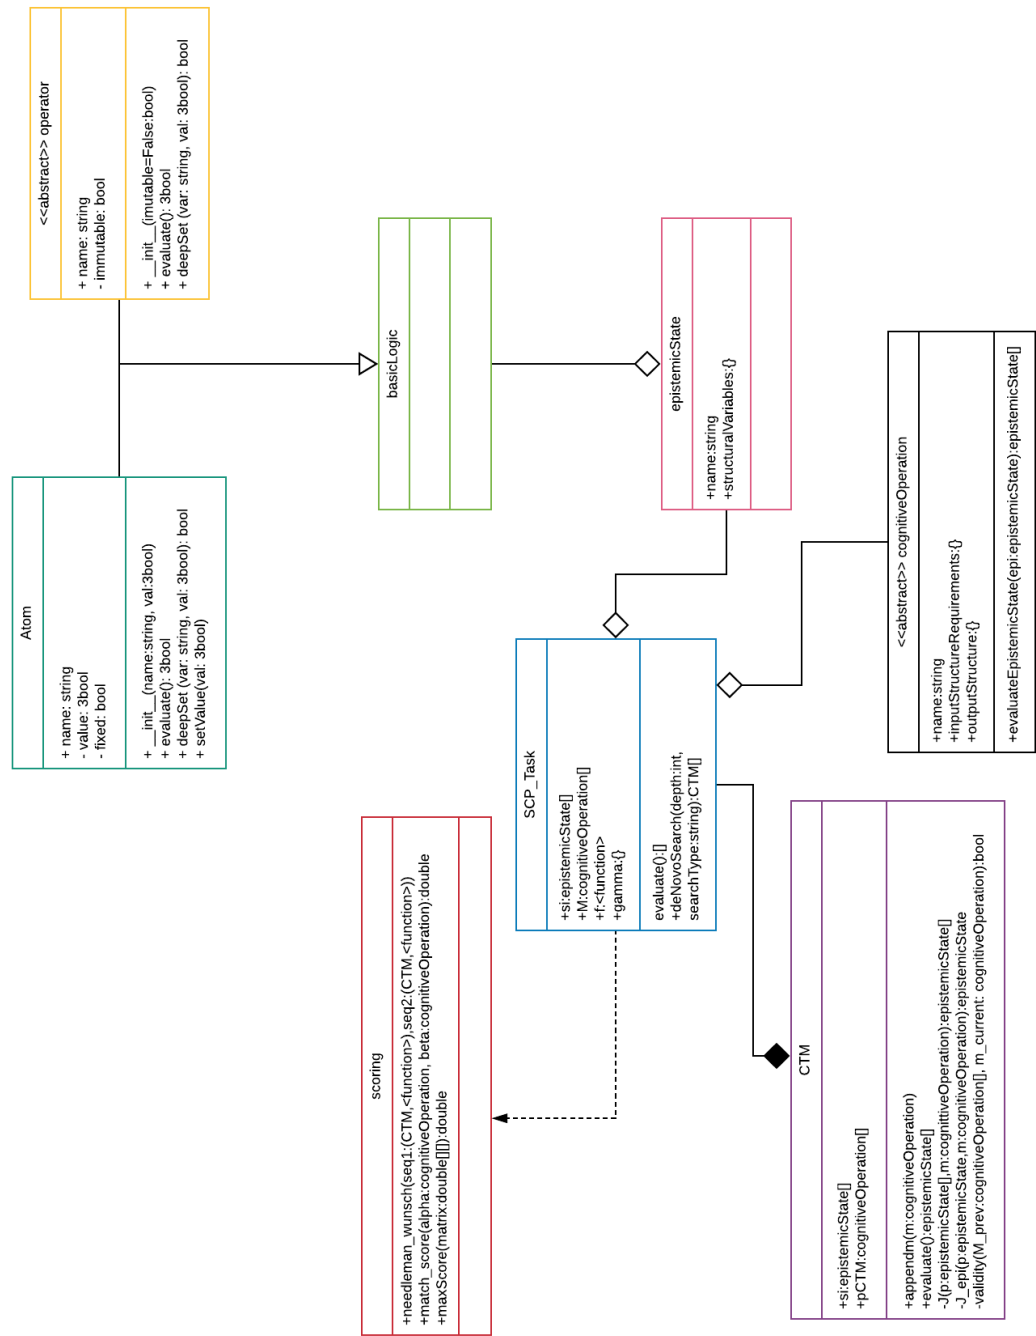 <<abstract>> operator
+ name: string
- immutable: bool
+ __init__(imutable=False:bool)
+ evaluate(): 3bool
+ deepSet (var: string, val: 3bool): bool
Atom
+ name: string
- value: 3bool
- fixed: bool
+ __init__(name:string, val:3bool)
+ evaluate(): 3bool
+ deepSet (var: string, val: 3bool): bool
+ setValue(val: 3bool)
basicLogic
epistemicState
+name:string
+structuralVariables:{}
<<abstract>> cognitiveOperation
+name:string
+inputStructureRequirements:{}
+outputStructure:{}
+evaluateEpistemicState(epi:epistemicState):epistemicState[]
SCP_Task
+si:epistemicState[]
+M:cognitiveOperation[]
+f:<function>
+gamma:{}
evaluate():[]
+deNovoSearch(depth:int,
searchType:string):CTM[]
scoring
+needleman_wunsch(seq1:(CTM,<function>),seq2:(CTM,<function>))
+match_score(alpha:cognitiveOperation, beta:cognitiveOperation):double
+maxScore(matrix:double[][]):double
CTM
+si:epistemicState[]
+pCTM:cognitiveOperation[]
+appendm(m:cognitiveOperation)
+evaluate():epistemicState[]
-J(p:epistemicState[],m:cognittiveOperation):epistemicState[]
-J_epi(p:epistemicState,m:cognitiveOperation):epistemicState
-validity(M_prev:cognitiveOperation[], m_current: cognitiveOperation):bool